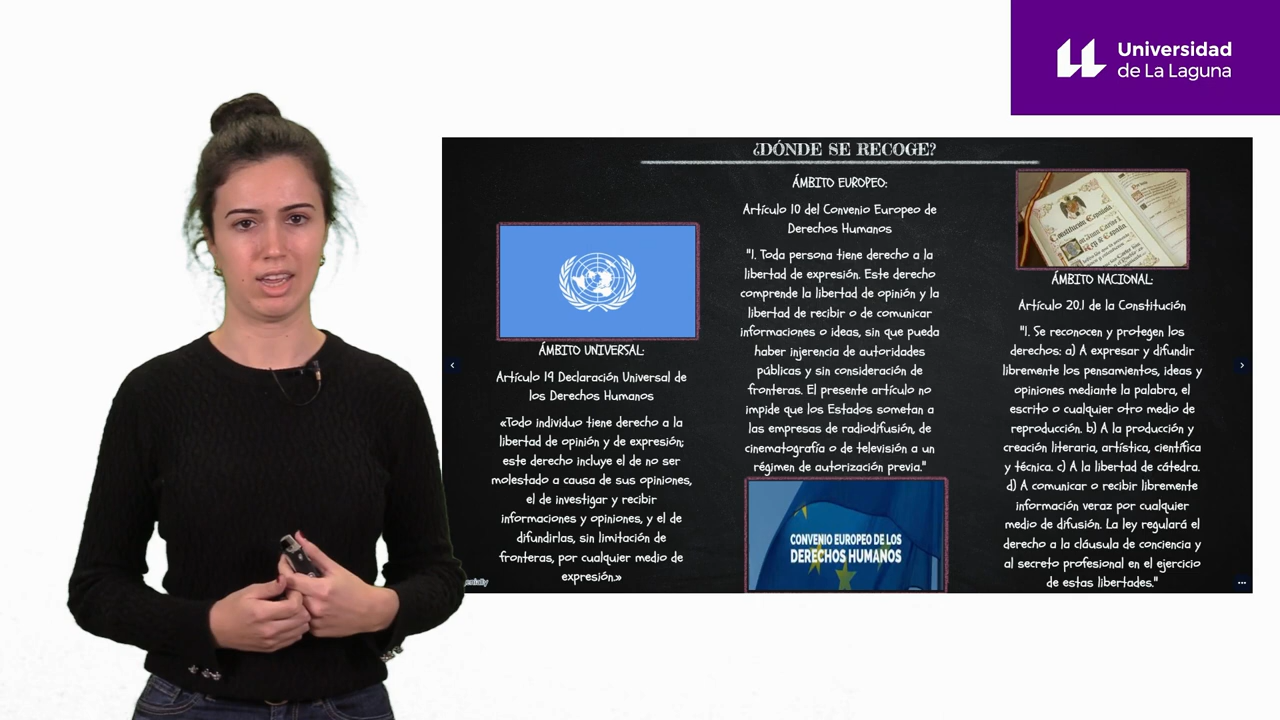 Universidad
de La Laguna
¿DÓNDE SE RECOGE?
ÁMBITO UNIVERSAL:
Artículo 19 Declaración Universal de
los Derechos Humanos
«Todo individuo tiene derecho a la
libertad de opinión y de expresión;
este derecho incluye el de no ser
molestado a causa de sus opiniones,
el de investigar y recibir
informaciones y opiniones, y el de
difundirlas, sin limitación de
fronteras, por cualquier medio de
expresión.»
ÁMBITO EUROPEO:
Artículo 10 del Convenio Europeo de
Derechos Humanos
"1. Toda persona tiene derecho a la
libertad de expresión. Este derecho
comprende la libertad de opinión y la
libertad de recibir o de comunicar
informaciones o ideas, sin que pueda
haber injerencia de autoridades
públicas y sin consideración de
fronteras. El presente artículo no
impide que los Estados sometan a
las empresas de radiodifusión, de
cinematografía o de televisión a un
régimen de autorización previa."
CONVENIO EUROPEO DE LOS
DERECHOS HUMANOS
Constitución Española
ÁMBITO NACIONAL:
Artículo 20.1 de la Constitución
"1. Se reconocen y protegen los
derechos: a) A expresar y difundir
libremente los pensamientos, ideas y
opiniones mediante la palabra, el
escrito o cualquier otro medio de
reproducción. b) A la producción y
creación literaria, artística, científica
y técnica. c) A la libertad de cátedra.
d) A comunicar o recibir libremente
información veraz por cualquier
medio de difusión. La ley regulará el
derecho a la cláusula de conciencia y
al secreto profesional en el ejercicio
de estas libertades."